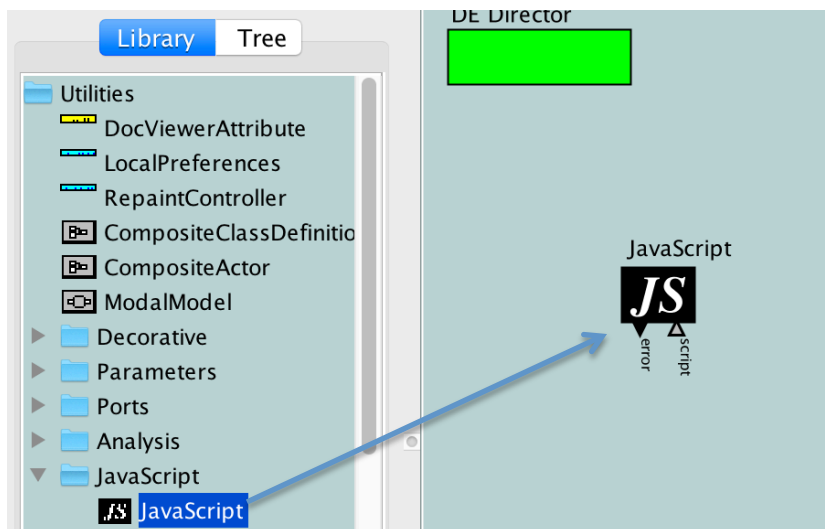 Library
Tree
Utilities
DocViewerAttribute
LocalPreferences
RepaintController
CompositeClassDefinitio
CompositeActor
ModalModel
Decorative
Parameters
Ports
Analysis
JavaScript
JS JavaScript
DE Director
JavaScript
JS
error
script